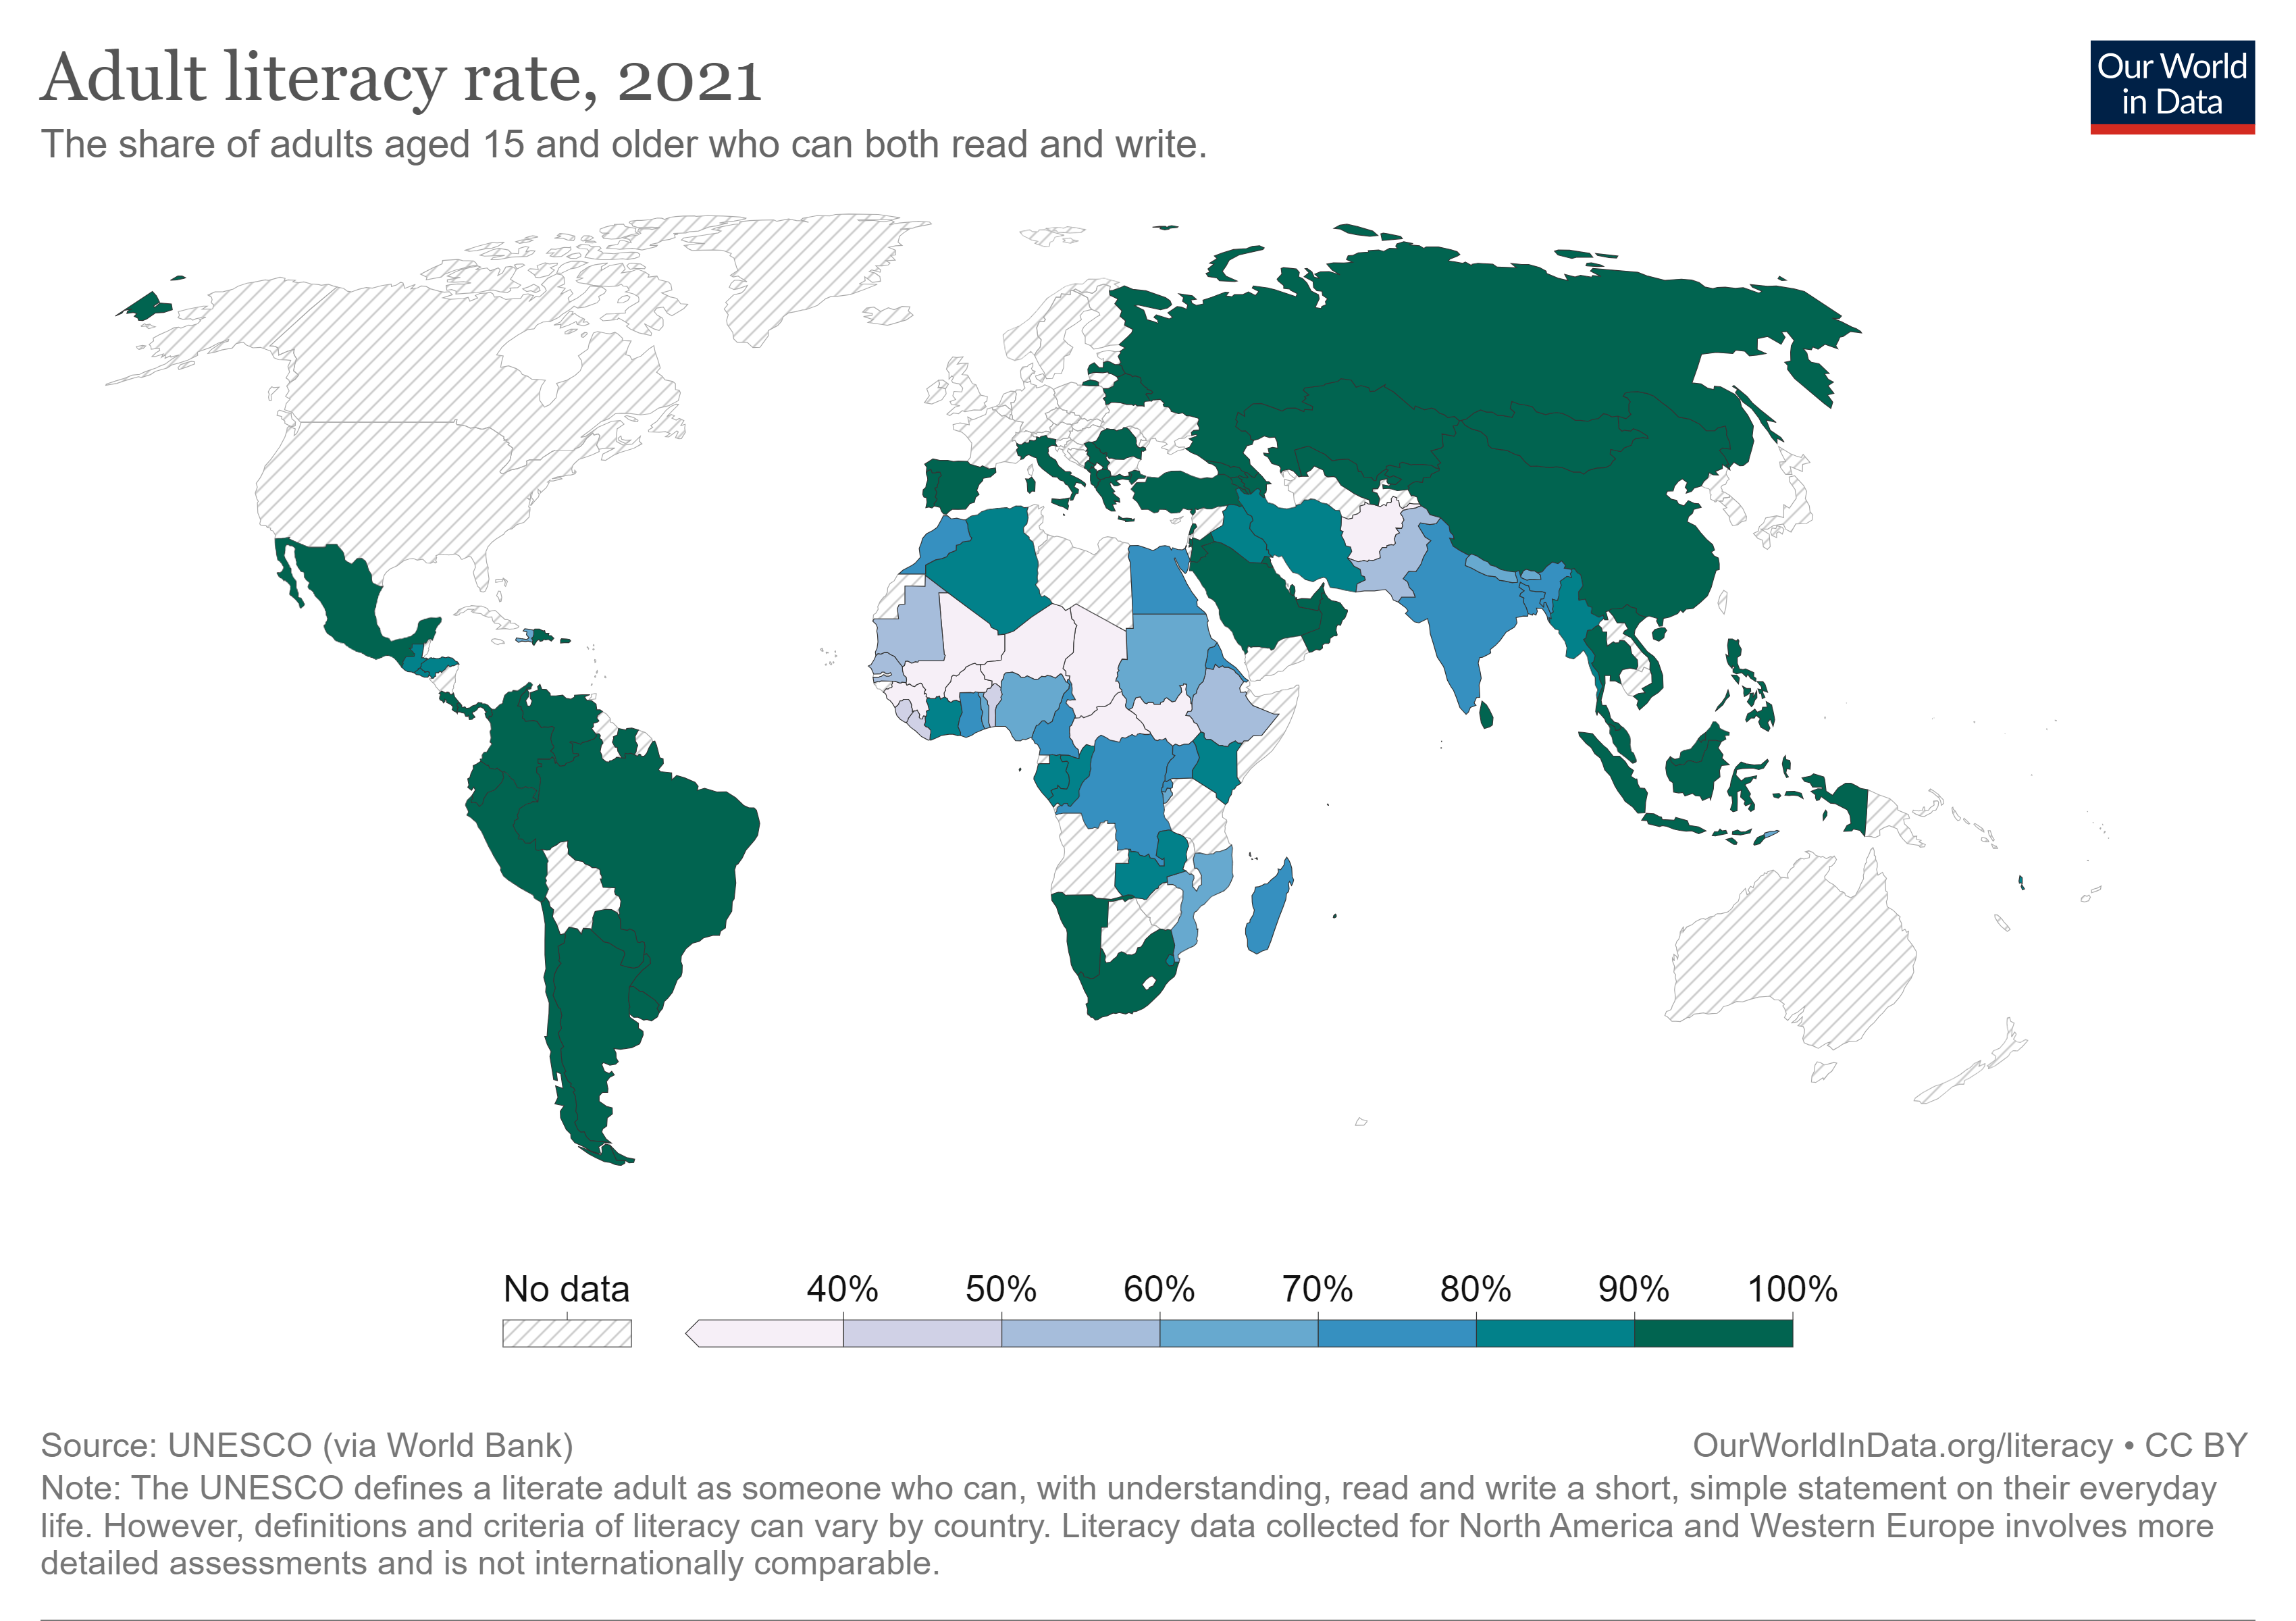 Adult literacy rate, 2021
The share of adults aged 15 and older who can both read and write.
Our World
in Data
No data
40%
50%
60%
70%
80%
90%
100%
Source: UNESCO (via World Bank)
OurWorldInData.org/literacy • CC BY
Note: The UNESCO defines a literate adult as someone who can, with understanding, read and write a short, simple statement on their everyday
life. However, definitions and criteria of literacy can vary by country. Literacy data collected for North America and Western Europe involves more
detailed assessments and is not internationally comparable.